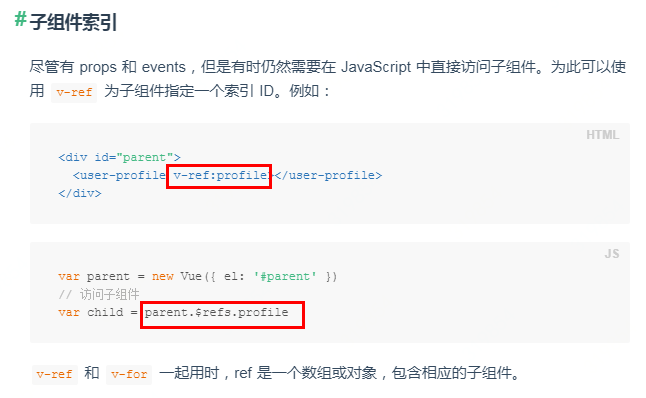 #子组件索引
尽管有 props 和 events，但是有时仍然需要在 JavaScript 中直接访问子组件。为此可以使
用 v-ref 为子组件指定一个索引 ID。例如：
HTML
<div id="parent">
  <user-profile v-ref:profile></user-profile>
</div>
JS
var parent = new Vue({ el: '#parent' })
// 访问子组件
var child = parent.$refs.profile
v-ref 和 v-for 一起用时，ref 是一个数组或对象，包含相应的子组件。